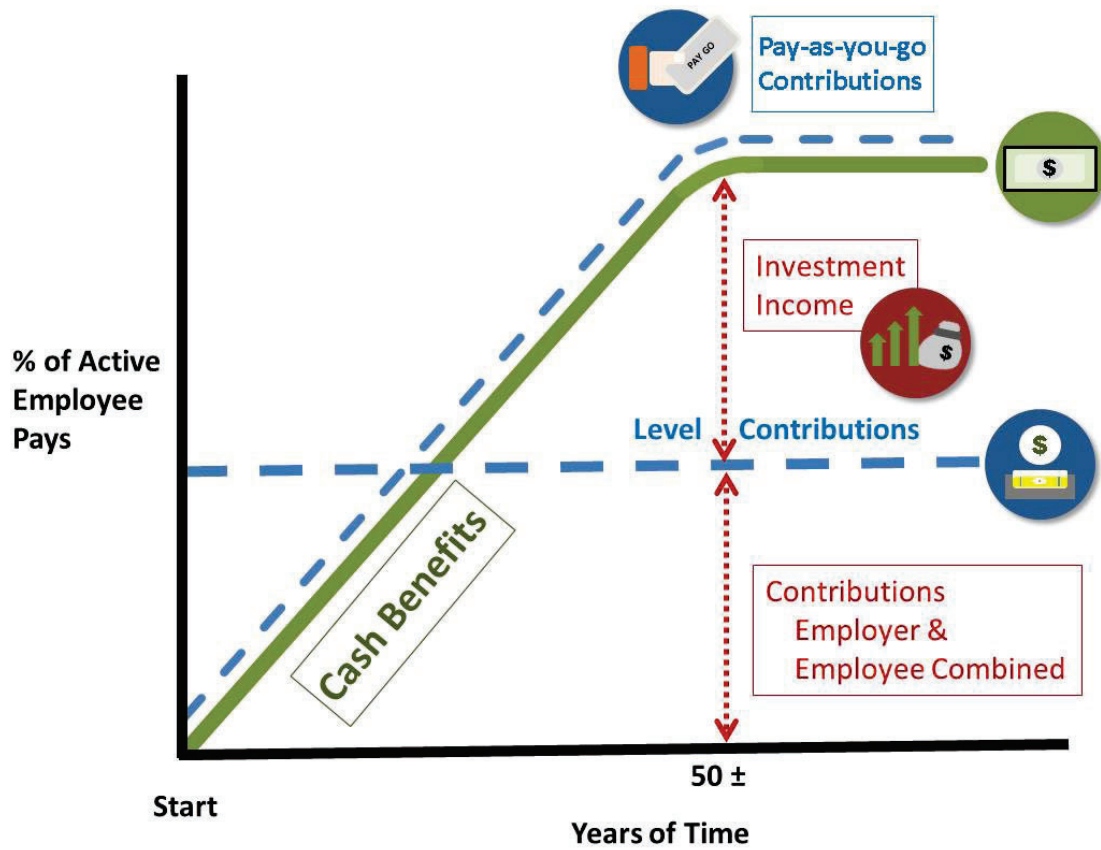 PAY GO
Pay-as-you-go
Contributions
$
Investment
Income
$
% of Active
Employee
Pays
Level Contributions
$
Cash Benefits
Contributions
Employer &
Employee Combined
50 ±
Start
Years of Time